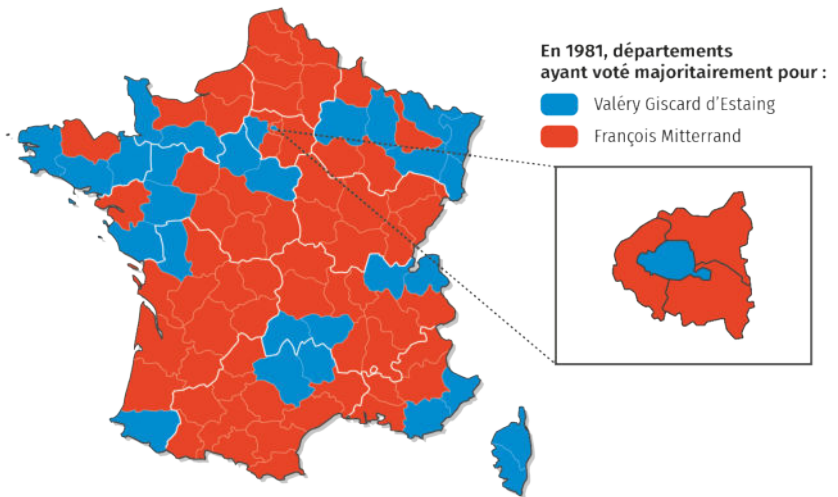 En 1981, départements
ayant voté majoritairement pour :
Valéry Giscard d'Estaing
François Mitterrand